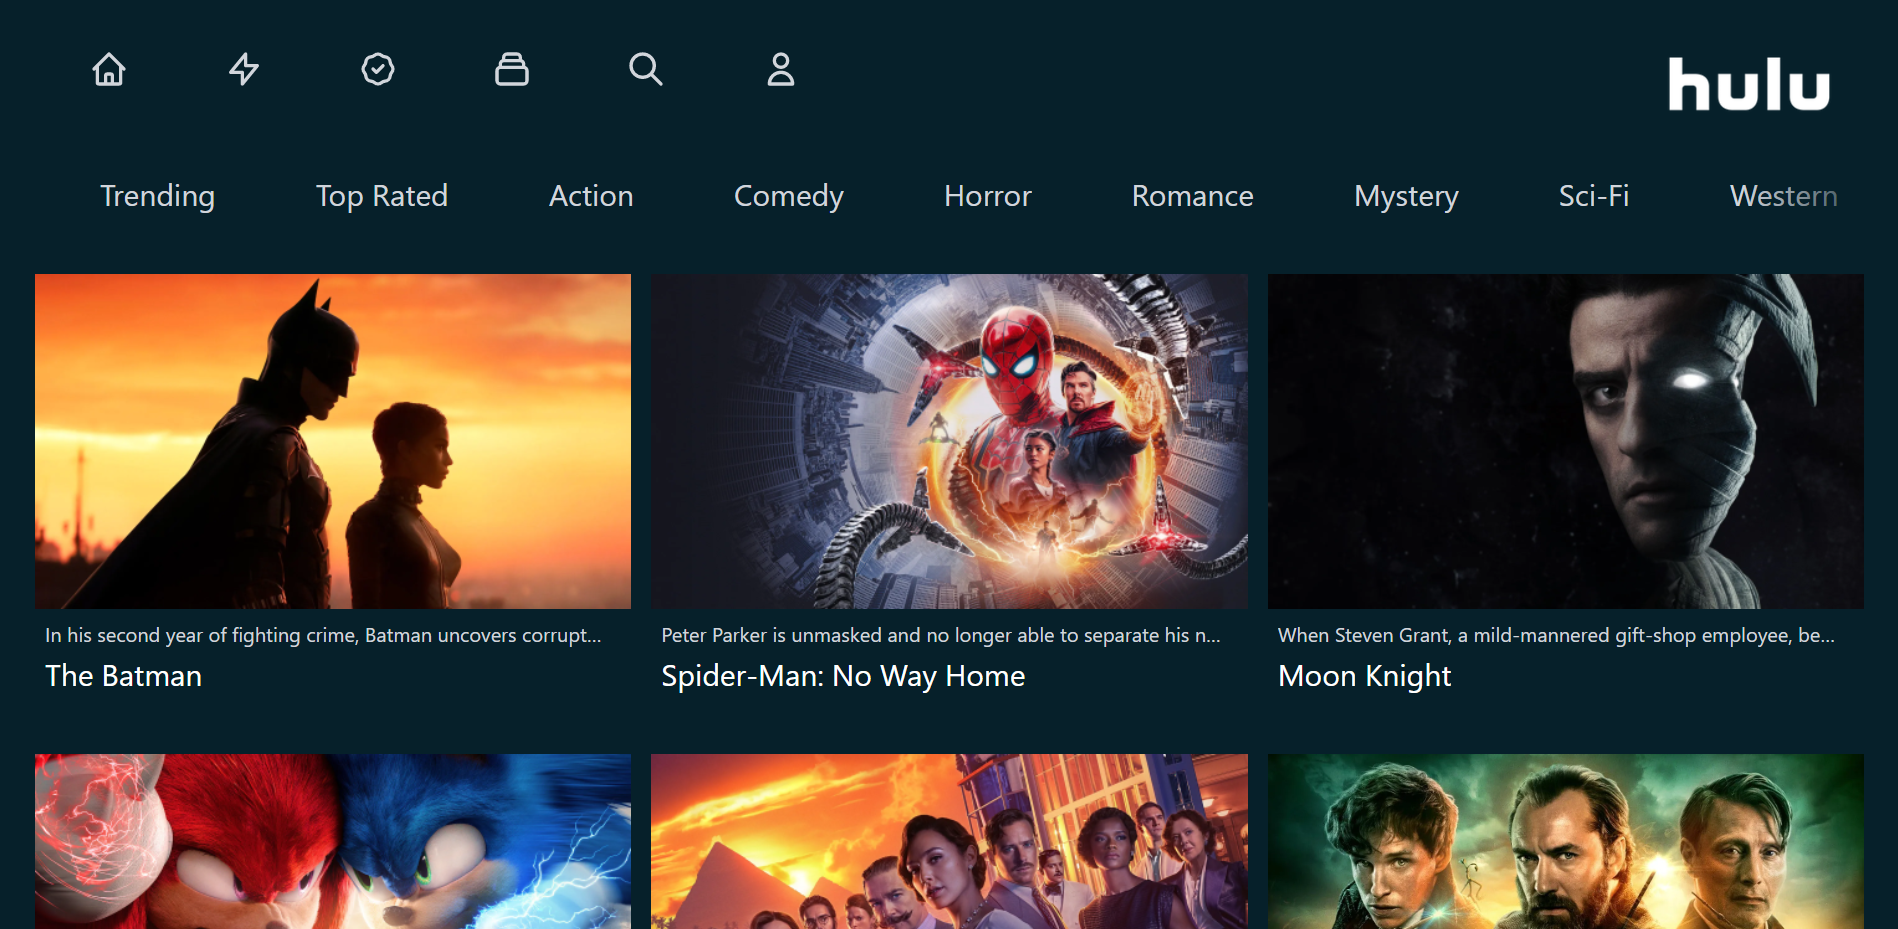 hulu
Trending Top Rated Action Comedy Horror Romance Mystery Sci-Fi Western
In his second year of fighting crime, Batman uncovers corrupt...
The Batman
Peter Parker is unmasked and no longer able to separate his n...
Spider-Man: No Way Home
When Steven Grant, a mild-mannered gift-shop employee, be...
Moon Knight